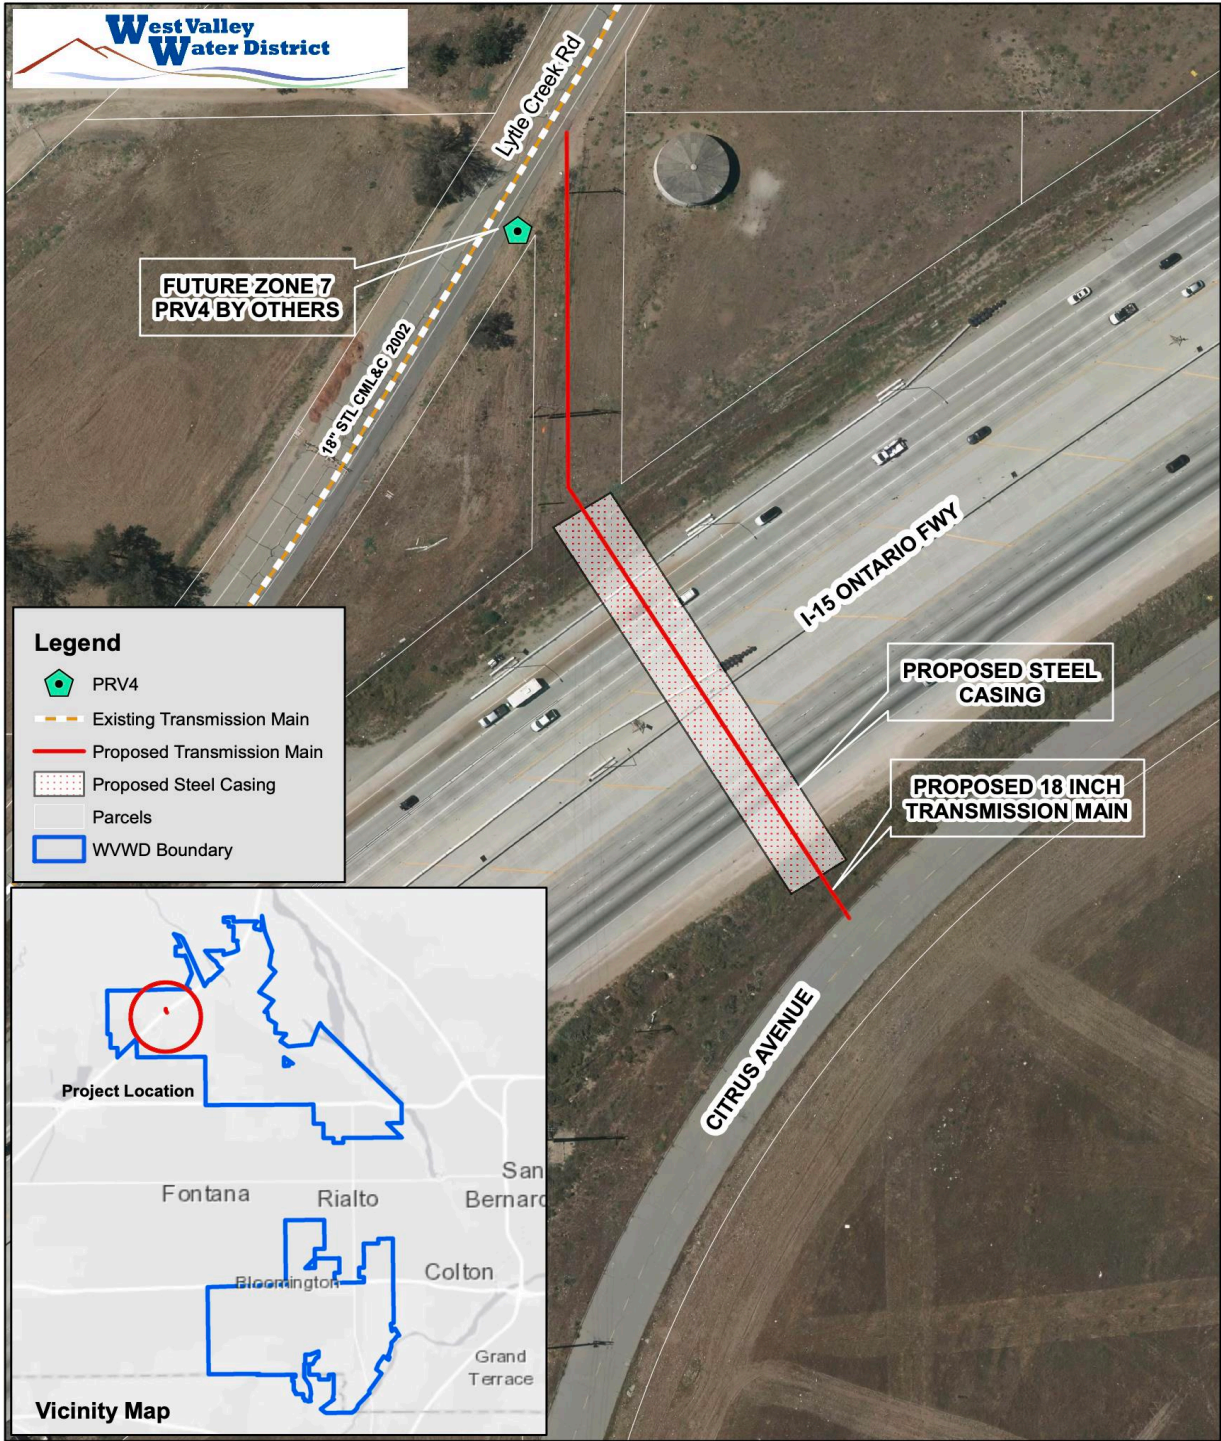 West Valley
Water District
Lytle Creek Rd
FUTURE ZONE 7
PRV4 BY OTHERS
18" STL CML&C 2002
I-15 ONTARIO FWY
PROPOSED STEEL
CASING
PROPOSED 18 INCH
TRANSMISSION MAIN
CITRUS AVENUE
Legend
PRV4
Existing Transmission Main
Proposed Transmission Main
Proposed Steel Casing
Parcels
WVWD Boundary
Project Location
Fontana
Rialto
San
Bernard
Bloomington
Colton
Grand
Terrace
Vicinity Map